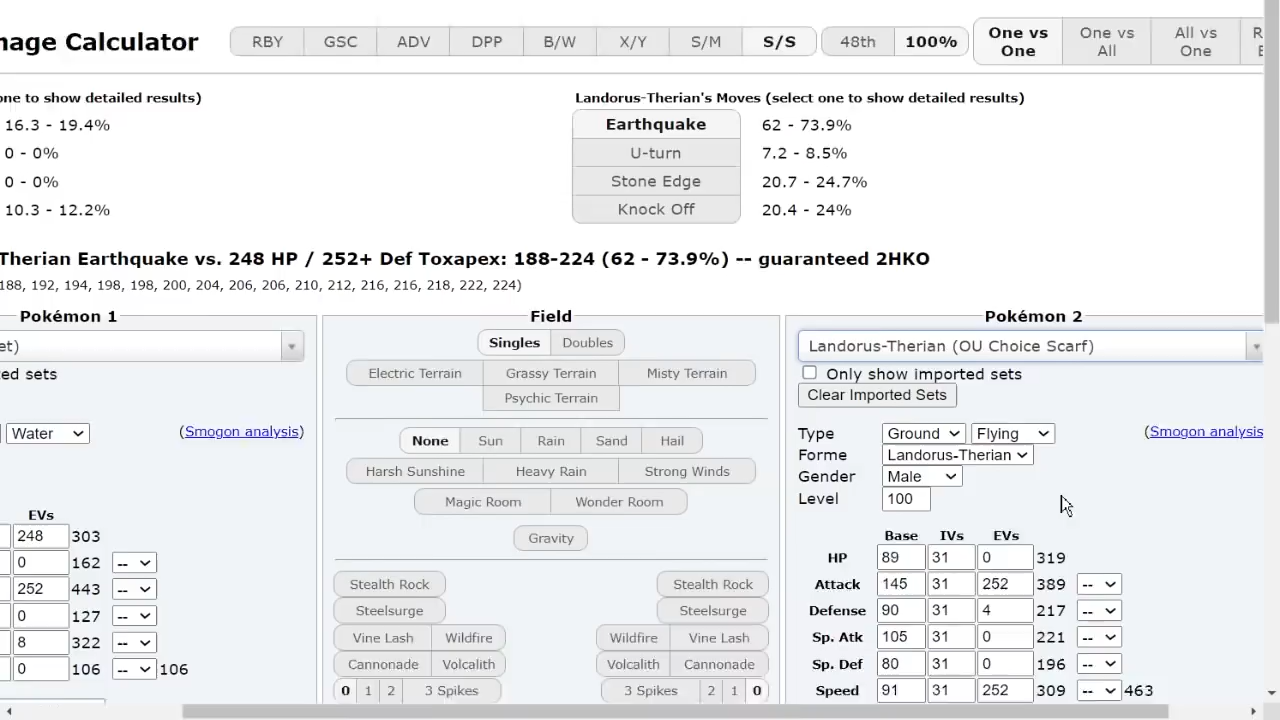 mage Calculator
RBY GSC ADV DPP B/W X/Y S/M S/S 48th 100% One vs One One vs All All vs One
one to show detailed results)
16.3 - 19.4%
0 - 0%
0 - 0%
10.3 - 12.2%
Landorus-Therian's Moves (select one to show detailed results)
Earthquake 62 - 73.9%
U-turn 7.2 - 8.5%
Stone Edge 20.7 - 24.7%
Knock Off 20.4 - 24%
Therian Earthquake vs. 248 HP / 252+ Def Toxapex: 188-224 (62 - 73.9%) -- guaranteed 2HKO
188, 192, 194, 198, 198, 200, 204, 206, 206, 210, 212, 216, 216, 218, 222, 224)
Pokémon 1
et)
ed sets
Water (Smogon analysis)
EVs
248 303
0 162 --
252 443 --
0 127 --
8 322 --
0 106 -- 106
Field
Singles Doubles
Electric Terrain Grassy Terrain Misty Terrain
Psychic Terrain
None Sun Rain Sand Hail
Harsh Sunshine Heavy Rain Strong Winds
Magic Room Wonder Room
Gravity
Stealth Rock Stealth Rock
Steelsurge Steelsurge
Vine Lash Wildfire Wildfire Vine Lash
Cannonade Volcalith Volcalith Cannonade
0 1 2 3 Spikes 3 Spikes 2 1 0
Pokémon 2
Landorus-Therian (OU Choice Scarf)
Only show imported sets
Clear Imported Sets
Type Ground Flying (Smogon analysis
Forme Landorus-Therian
Gender Male
Level 100
Base IVs EVs
HP 89 31 0 319
Attack 145 31 252 389 --
Defense 90 31 4 217 --
Sp. Atk 105 31 0 221 --
Sp. Def 80 31 0 196 --
Speed 91 31 252 309 -- 463